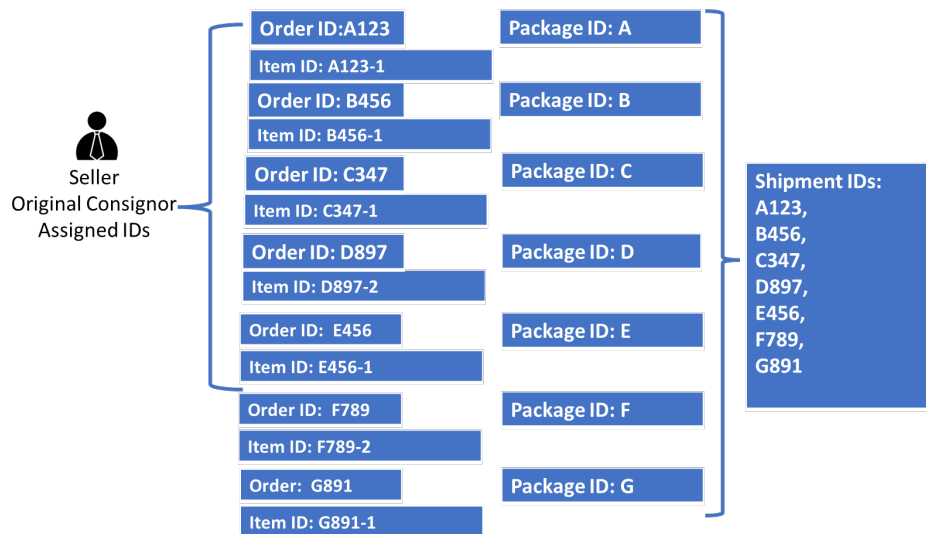 Seller
Original Consignor
Assigned IDs
Order ID:A123
Package ID: A
Item ID: A123-1
Order ID: B456
Package ID: B
Item ID: B456-1
Order ID: C347
Package ID: C
Item ID: C347-1
Order ID: D897
Package ID: D
Item ID: D897-2
Order ID:  E456
Package ID: E
Item ID: E456-1
Order ID:  F789
Package ID: F
Item ID: F789-2
Order:  G891
Package ID: G
Item ID: G891-1
Shipment IDs:
A123,
B456,
C347,
D897,
E456,
F789,
G891